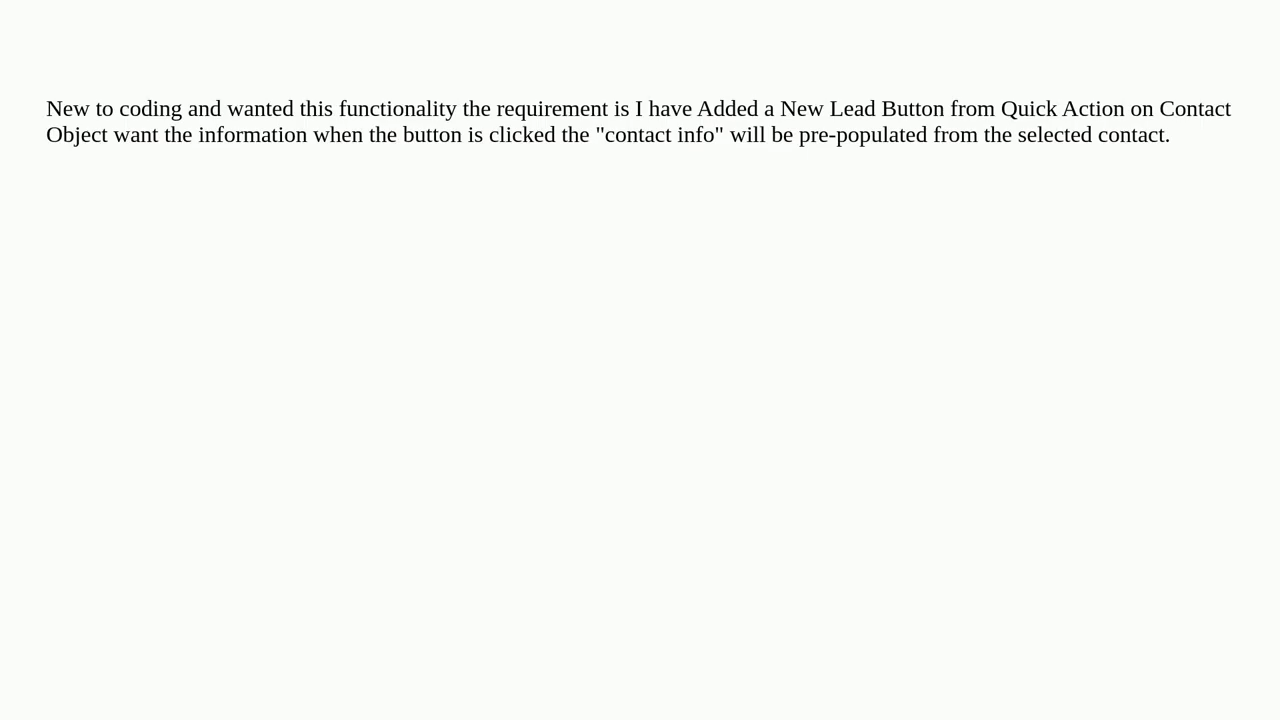 New to coding and wanted this functionality the requirement is I have Added a New Lead Button from Quick Action on Contact
Object want the information when the button is clicked the "contact info" will be pre-populated from the selected contact.